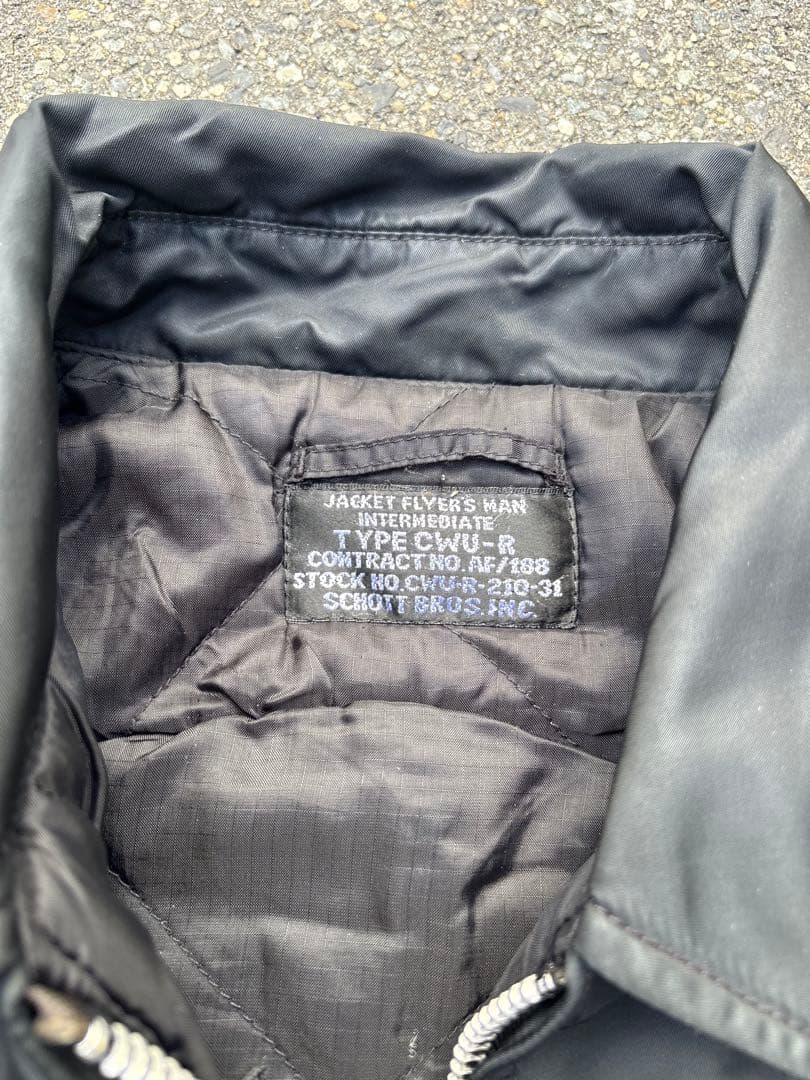 JACKET FLYER'S MAN
INTERMEDIATE
TYPE CWU-R
CONTRACT NO. AF/188
STOCK NO. CWU-R-210-31
SCHOTT BROS. INC.